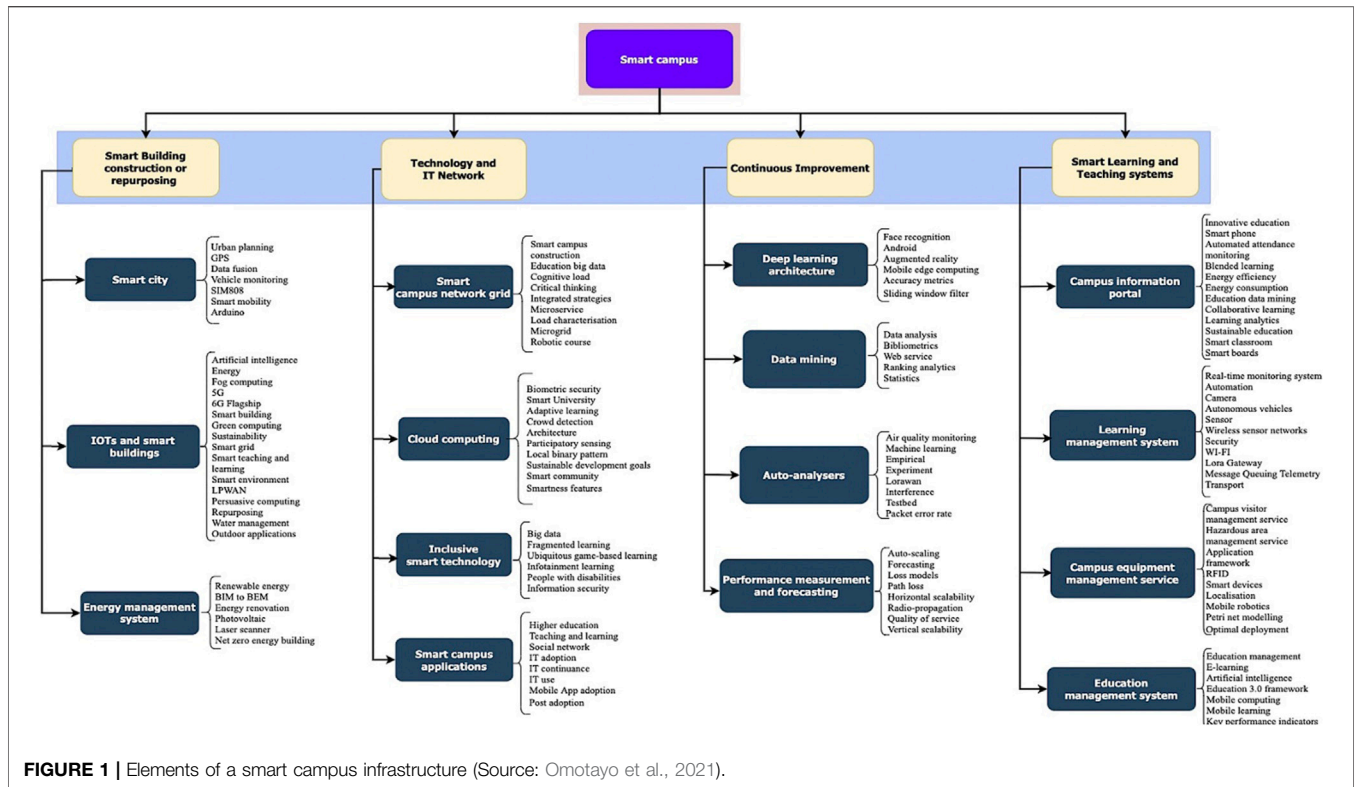 Smart campus
Smart Building
construction or
repurposing
Technology and
IT Network
Continuous Improvement
Smart Learning and
Teaching systems
Smart city
Urban planning
GPS
Data fusion
Vehicle monitoring
SIM808
Smart mobility
Arduino
IOTs and smart
buildings
Artificial intelligence
Energy
Fog computing
5G
6G Flagship
Smart building
Green computing
Sustainability
Smart grid
Smart teaching and
learning
Smart environment
LPWAN
Persuasive computing
Repurposing
Water management
Outdoor applications
Energy management
system
Renewable energy
BIM to BEM
Energy renovation
Photovoltaic
Laser scanner
Net zero energy building
Smart
campus network grid
Smart campus
construction
Education big data
Cognitive load
Critical thinking
Integrated strategies
Microservice
Load characterisation
Microgrid
Robotic course
Cloud computing
Biometric security
Smart University
Adaptive learning
Crowd detection
Architecture
Participatory sensing
Local binary pattern
Sustainable development goals
Smart community
Smartness features
Inclusive
smart technology
Big data
Fragmented learning
Ubiquitous game-based learning
Infotainment learning
People with disabilities
Information security
Smart campus
applications
Higher education
Teaching and learning
Social network
IT adoption
IT continuance
IT use
Mobile App adoption
Post adoption
Deep learning
architecture
Face recognition
Android
Augmented reality
Mobile edge computing
Accuracy metrics
Sliding window filter
Data mining
Data analysis
Bibliometrics
Web service
Ranking analytics
Statistics
Auto-analysers
Air quality monitoring
Machine learning
Empirical
Experiment
Lorawan
Interference
Testbed
Packet error rate
Performance measurement
and forecasting
Auto-scaling
Forecasting
Loss models
Path loss
Horizontal scalability
Radio-propagation
Quality of service
Vertical scalability
Campus information
portal
Innovative education
Smart phone
Automated attendance
monitoring
Blended learning
Energy efficiency
Energy consumption
Education data mining
Collaborative learning
Learning analytics
Sustainable education
Smart classroom
Smart boards
Learning management
system
Real-time monitoring system
Automation
Camera
Autonomous vehicles
Sensor
Wireless sensor networks
Security
WI-FI
Lora Gateway
Message Queuing Telemetry
Transport
Campus equipment
management service
Campus visitor
management service
Hazardous area
management service
Application
framework
RFID
Smart devices
Localisation
Mobile robotics
Petri net modelling
Optimal deployment
Education
management system
Education management
E-learning
Artificial intelligence
Education 3.0 framework
Mobile computing
Mobile learning
Key performance indicators
FIGURE 1 | Elements of a smart campus infrastructure (Source: Omotayo et al., 2021).